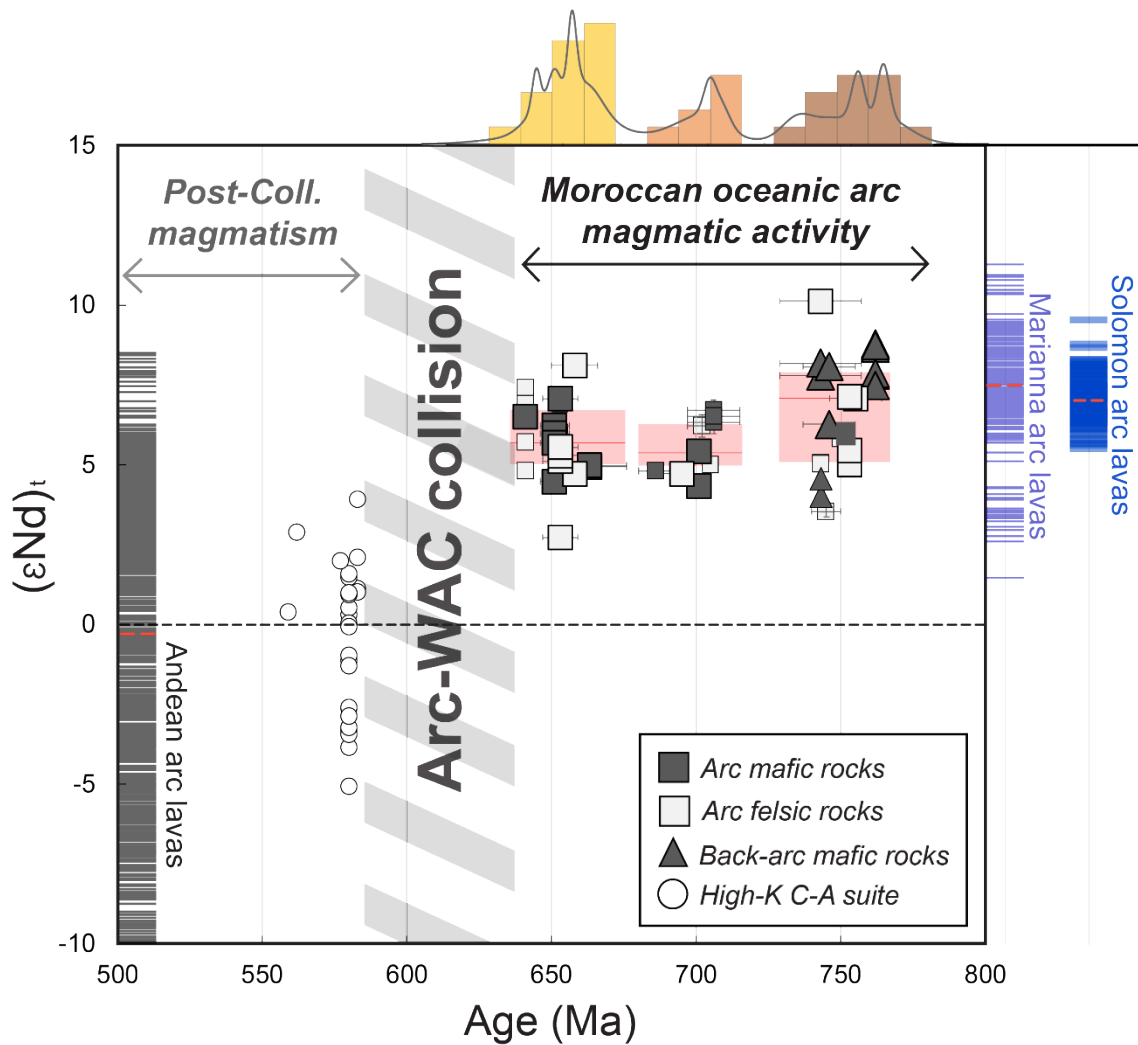 15
10
5
0
-5
-10
(εNd)t
Post-Coll.
magmatism
Moroccan oceanic arc
magmatic activity
Arc-WAC collision
Andean arc lavas
Marianna arc lavas
Solomon arc lavas
Arc mafic rocks
Arc felsic rocks
Back-arc mafic rocks
High-K C-A suite
500
550
600
650
700
750
800
Age (Ma)